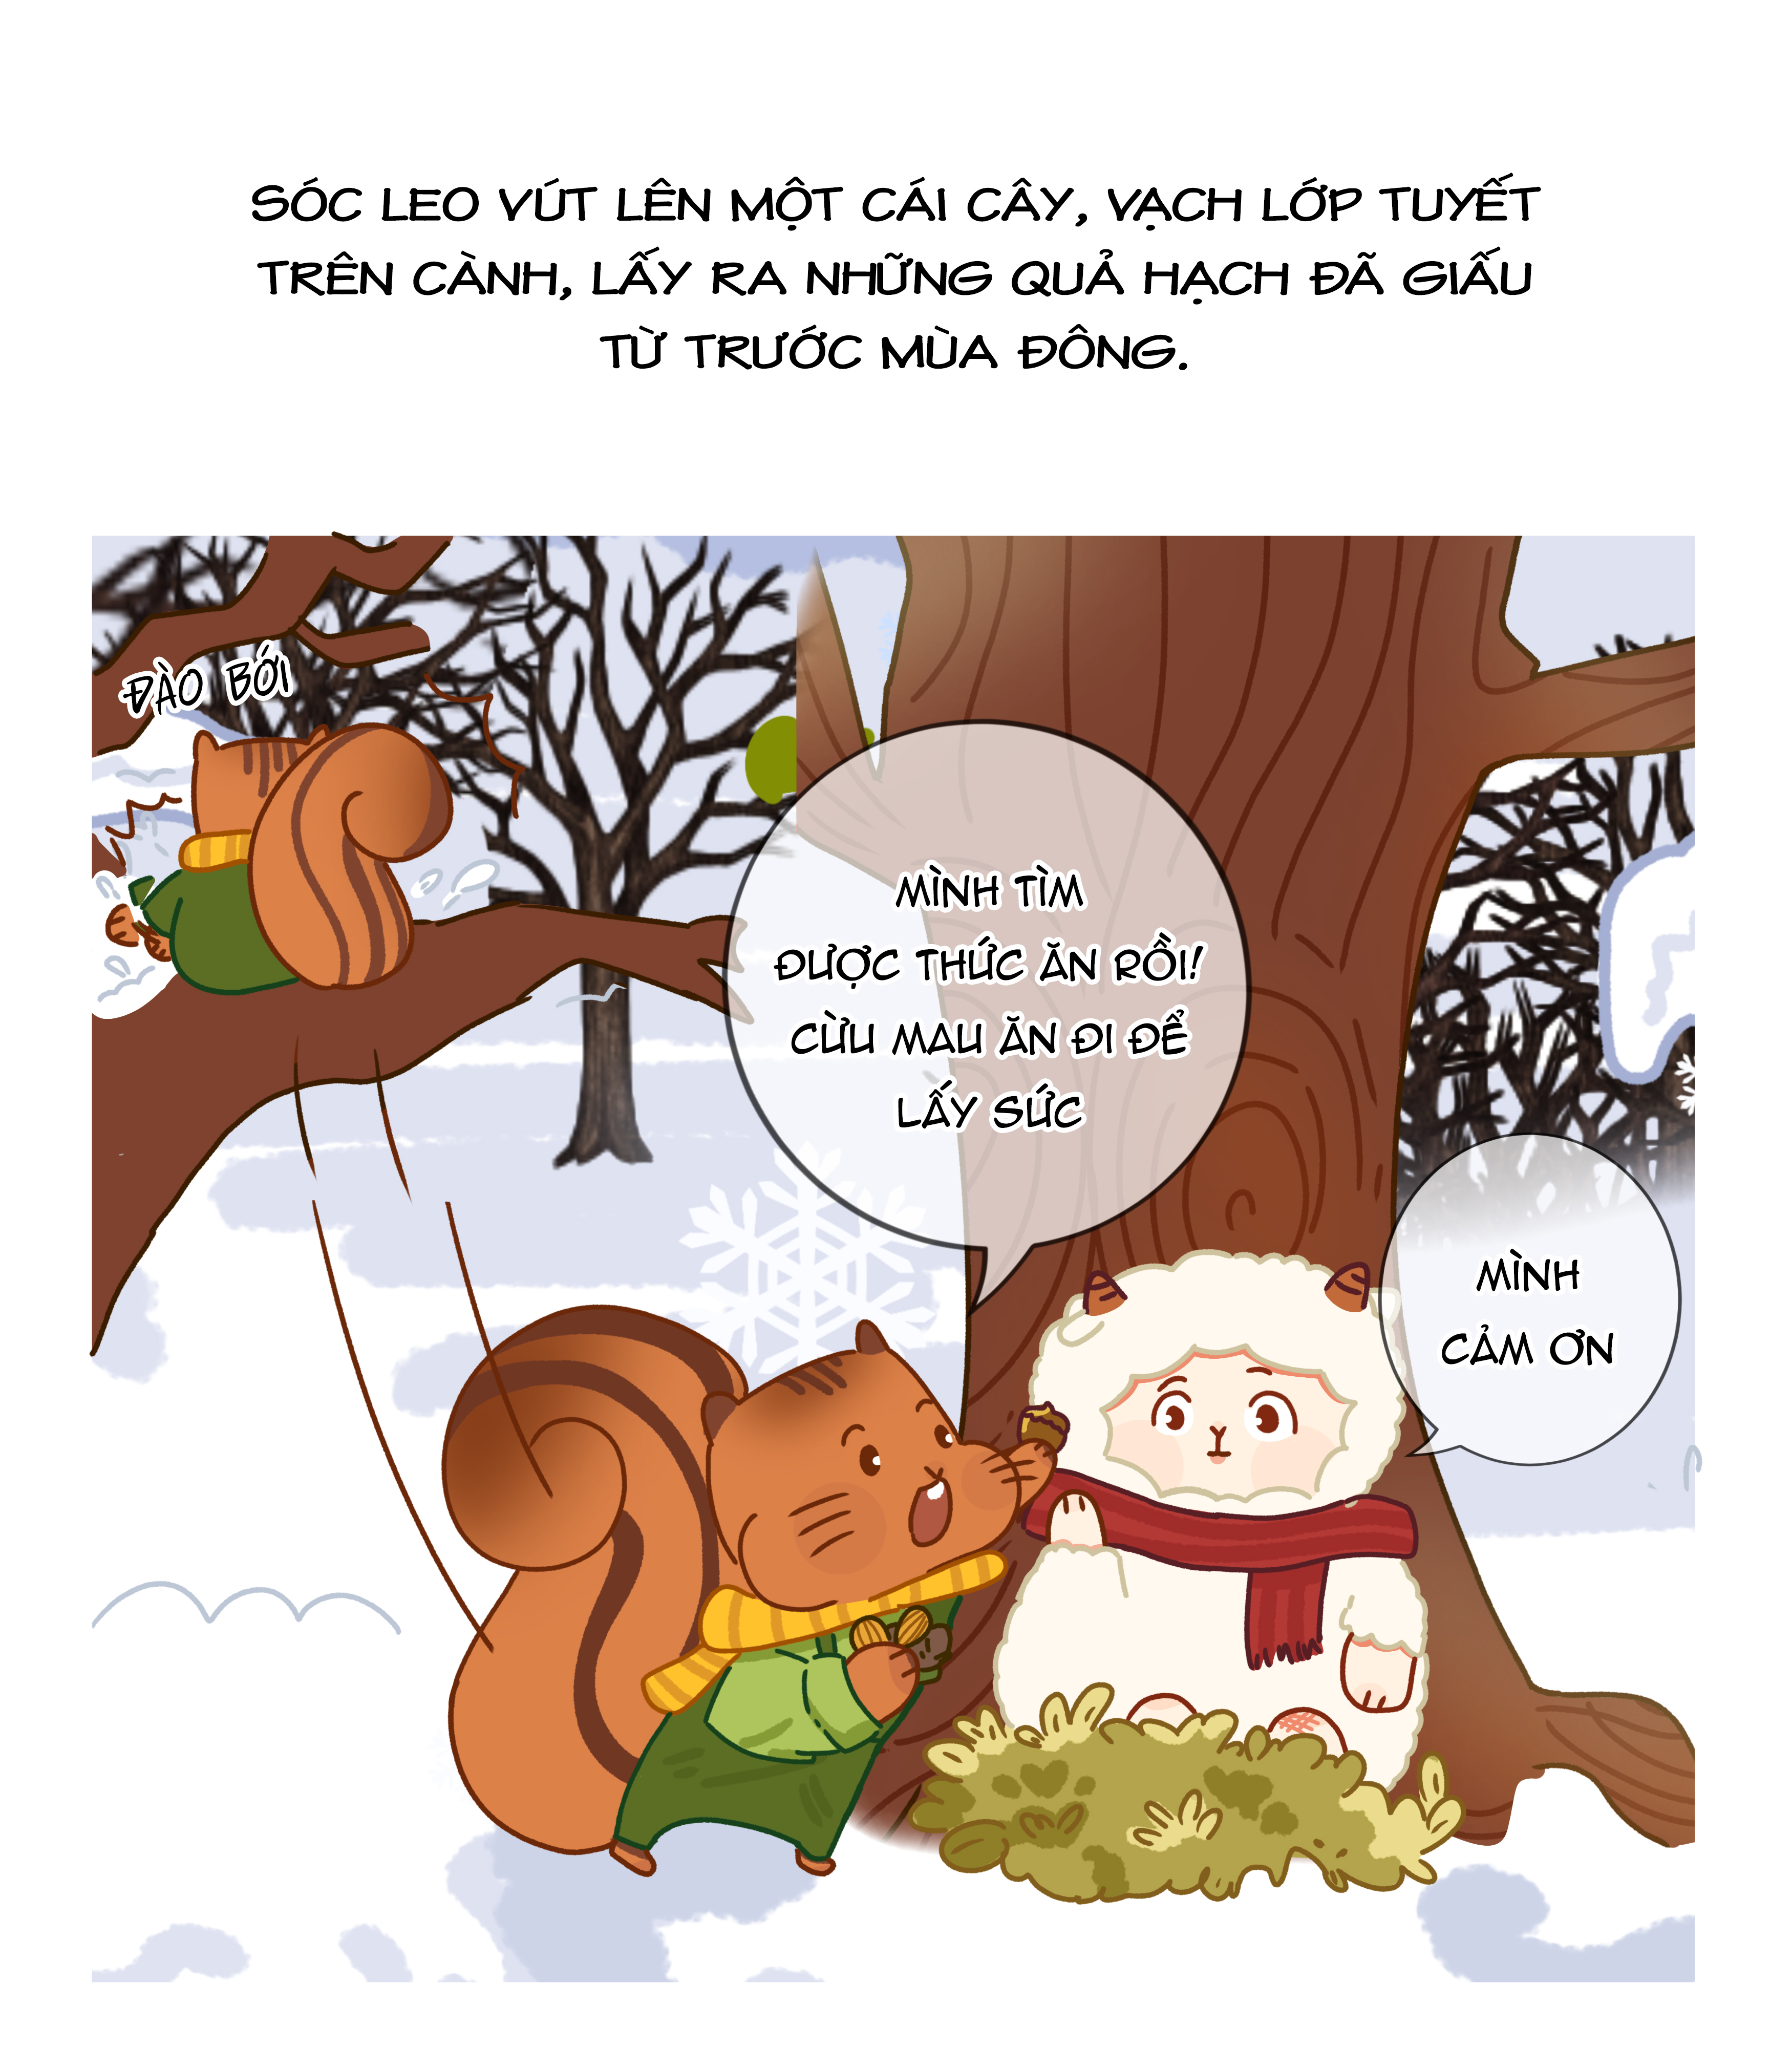 SÓC LEO VÚT LÊN MỘT CÁI CÂY, VẠCH LỚP TUYẾT
TRÊN CÀNH, LẤY RA NHỮNG QUẢ HẠCH ĐÃ GIẤU
TỪ TRƯỚC MÙA ĐÔNG.
ĐÀO BỚI
MÌNH TÌM
ĐƯỢC THỨC ĂN RỒI!
CỪU MAU ĂN ĐI ĐỂ
LẤY SỨC
MÌNH
CẢM ƠN